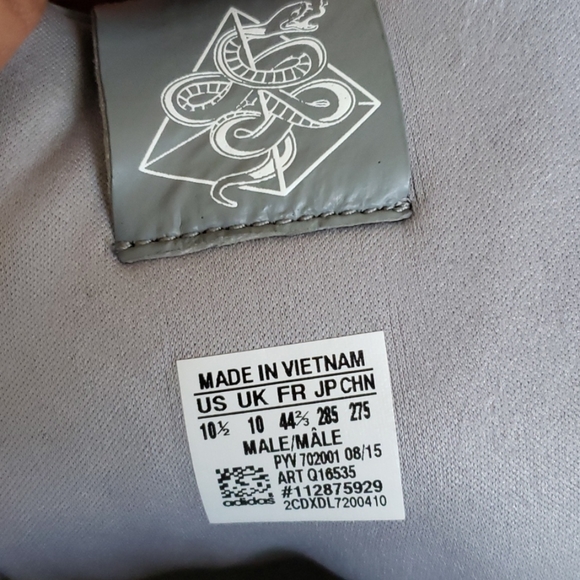 MADE IN VIETNAM
US UK FR JP CHN
10½ 10 44⅔ 285 275
MALE/MÂLE
PYV 702001 08/15
ART Q16535
#112875929
adidas 2CDXDL7200410